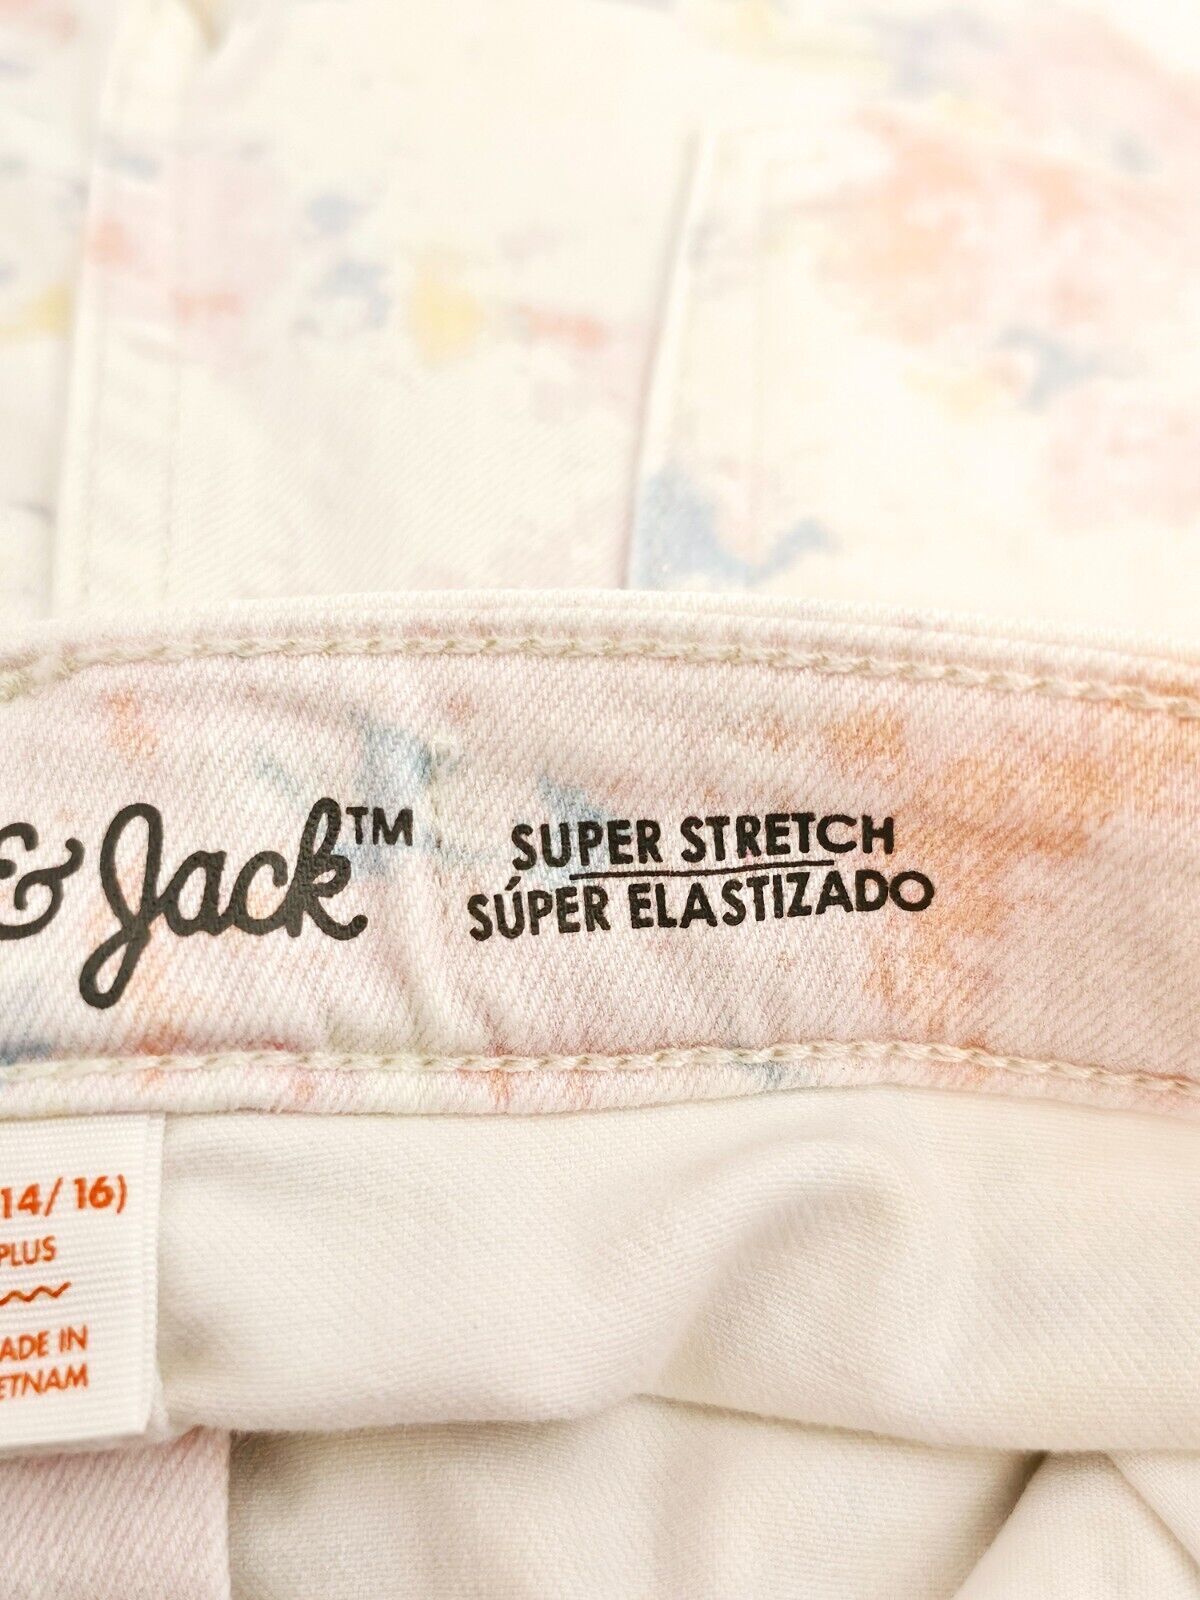 & Jack™
SUPER STRETCH
SÚPER ELASTIZADO
14/16)
PLUS
ADE IN
ETNAM